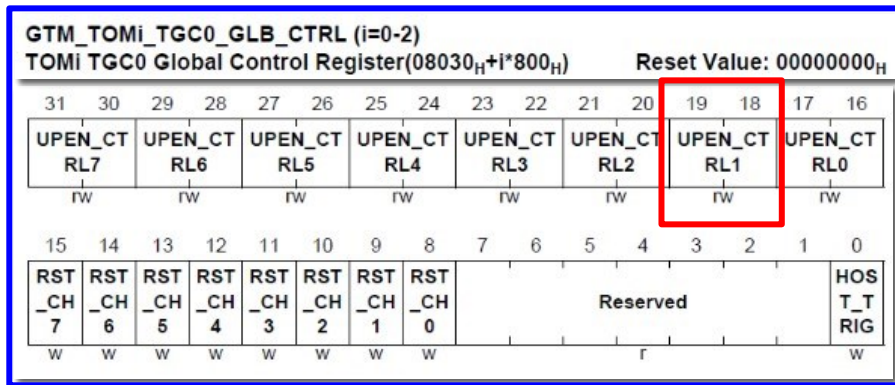 GTM_TOMi_TGC0_GLB_CTRL (i=0-2)
TOMi TGC0 Global Control Register(08030H+i*800H) Reset Value: 00000000H
31 30 29 28 27 26 25 24 23 22 21 20 19 18 17 16
UPEN_CT UPEN_CT UPEN_CT UPEN_CT UPEN_CT UPEN_CT UPEN_CT UPEN_CT
RL7 RL6 RL5 RL4 RL3 RL2 RL1 RL0
rw rw rw rw rw rw rw rw
15 14 13 12 11 10 9 8 7 6 5 4 3 2 1 0
RST RST RST RST RST RST RST RST HOS
_CH _CH _CH _CH _CH _CH _CH _CH Reserved T_T
7 6 5 4 3 2 1 0 RIG
w w w w w w w w r w